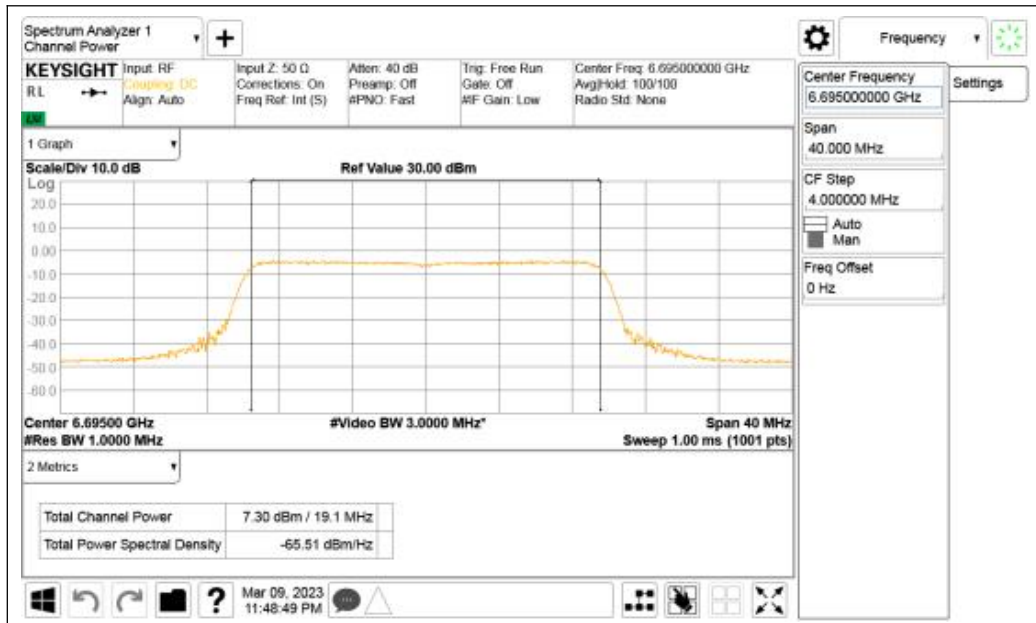 Spectrum Analyzer 1
Channel Power
Frequency
Settings
KEYSIGHT
RL
Input: RF
Coupling: DC
Align: Auto
Input Z: 50 Ω
Corrections: On
Freq Ref: Int (S)
Atten: 40 dB
Preamp: Off
#PNO: Fast
Trig: Free Run
Gate: Off
#IF Gain: Low
Center Freq: 6.695000000 GHz
Avg|Hold: 100/100
Radio Std: None
Center Frequency
6.695000000 GHz
Span
40.000 MHz
CF Step
4.000000 MHz
Auto
Man
Freq Offset
0 Hz
1 Graph
Scale/Div 10.0 dB
Ref Value 30.00 dBm
Log
20.0
10.0
0.00
-10.0
-20.0
-30.0
-40.0
-50.0
-60.0
Center 6.69500 GHz
#Video BW 3.0000 MHz*
Span 40 MHz
#Res BW 1.0000 MHz
Sweep 1.00 ms (1001 pts)
2 Metrics
Total Channel Power
7.30 dBm / 19.1 MHz
Total Power Spectral Density
-65.51 dBm/Hz
?
Mar 09, 2023
11:48:49 PM